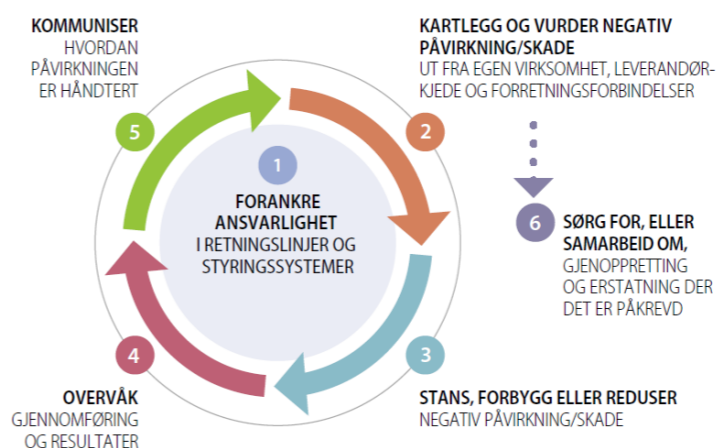 1
FORANKRE
ANSVARLIGHET
I RETNINGSLINJER OG
STYRINGSSYSTEMER
2
KARTLEGG OG VURDER NEGATIV
PÅVIRKNING/SKADE
UT FRA EGEN VIRKSOMHET, LEVERANDØR-
KJEDE OG FORRETNINGSFORBINDELSER
3
STANS, FORBYGG ELLER REDUSER
NEGATIV PÅVIRKNING/SKADE
4
OVERVÅK
GJENNOMFØRING
OG RESULTATER
5
KOMMUNISER
HVORDAN
PÅVIRKNINGEN
ER HÅNDTERT
6
SØRG FOR, ELLER
SAMARBEID OM,
GJENOPPRETTING
OG ERSTATNING DER
DET ER PÅKREVD